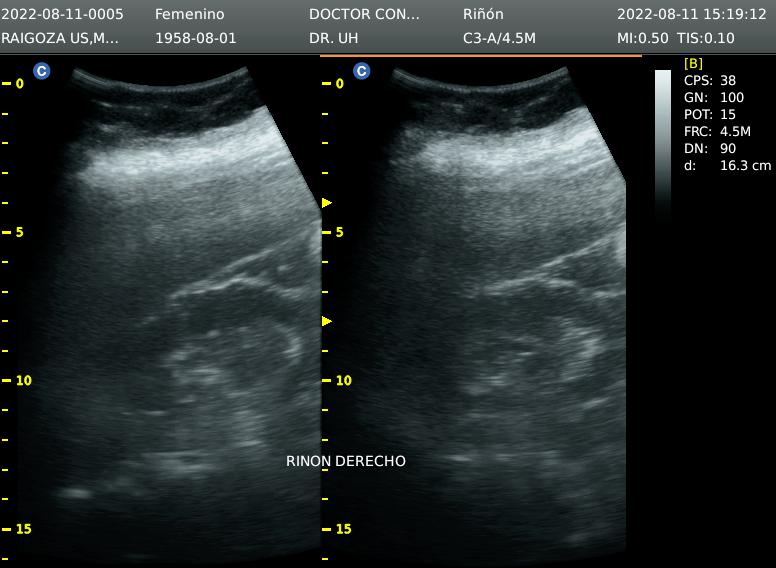 2022-08-11-0005 Femenino DOCTOR CON... Riñón 2022-08-11 15:19:12
RAIGOZA US,M... 1958-08-01 DR. UH C3-A/4.5M MI:0.50 TIS:0.10
C C [B]
0 0 CPS: 38
GN: 100
POT: 15
FRC: 4.5M
DN: 90
d: 16.3 cm
5 5
10 10
RINON DERECHO
15 15